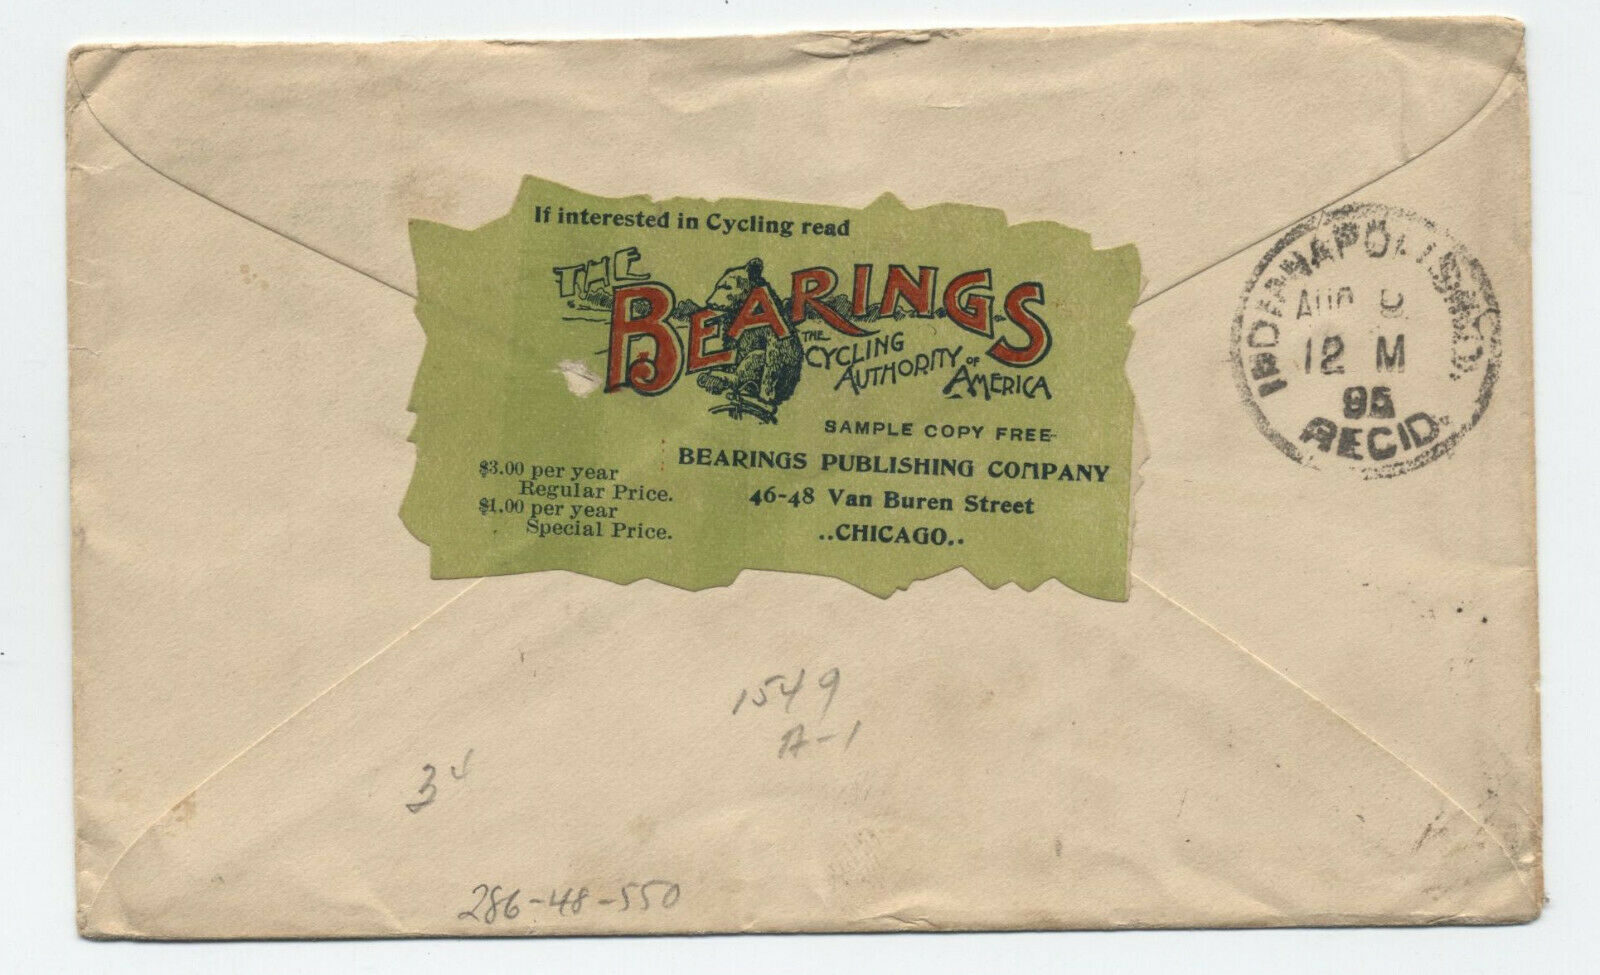 If interested in Cycling read
THE
BEARINGS
THE
CYCLING
AUTHORITY OF
AMERICA
SAMPLE COPY FREE
BEARINGS PUBLISHING COMPANY
$3.00 per year
Regular Price.
46-48 Van Buren Street
$1.00 per year
Special Price.
..CHICAGO..
INDIANAPOLIS, IND.
AUG
12 M
95
REC'D.
1549
A-1
34
286-48-550